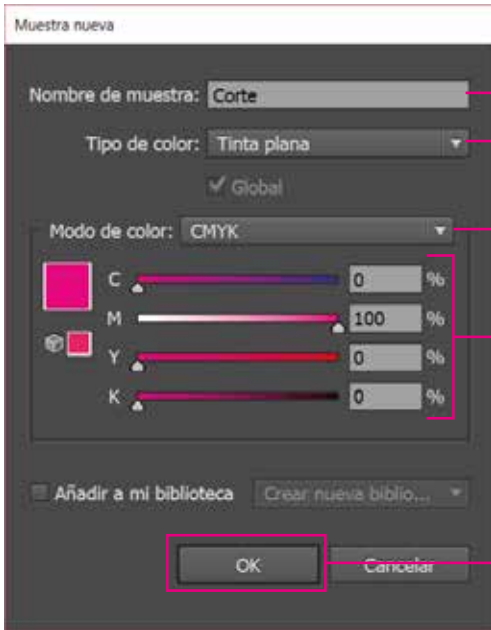 Muestra nueva
Nombre de muestra: Corte
Tipo de color: Tinta plana
Global
Modo de color: CMYK
C 0 %
M 100 %
Y 0 %
K 0 %
Añadir a mi biblioteca Crear nueva biblio...
OK Cancelar